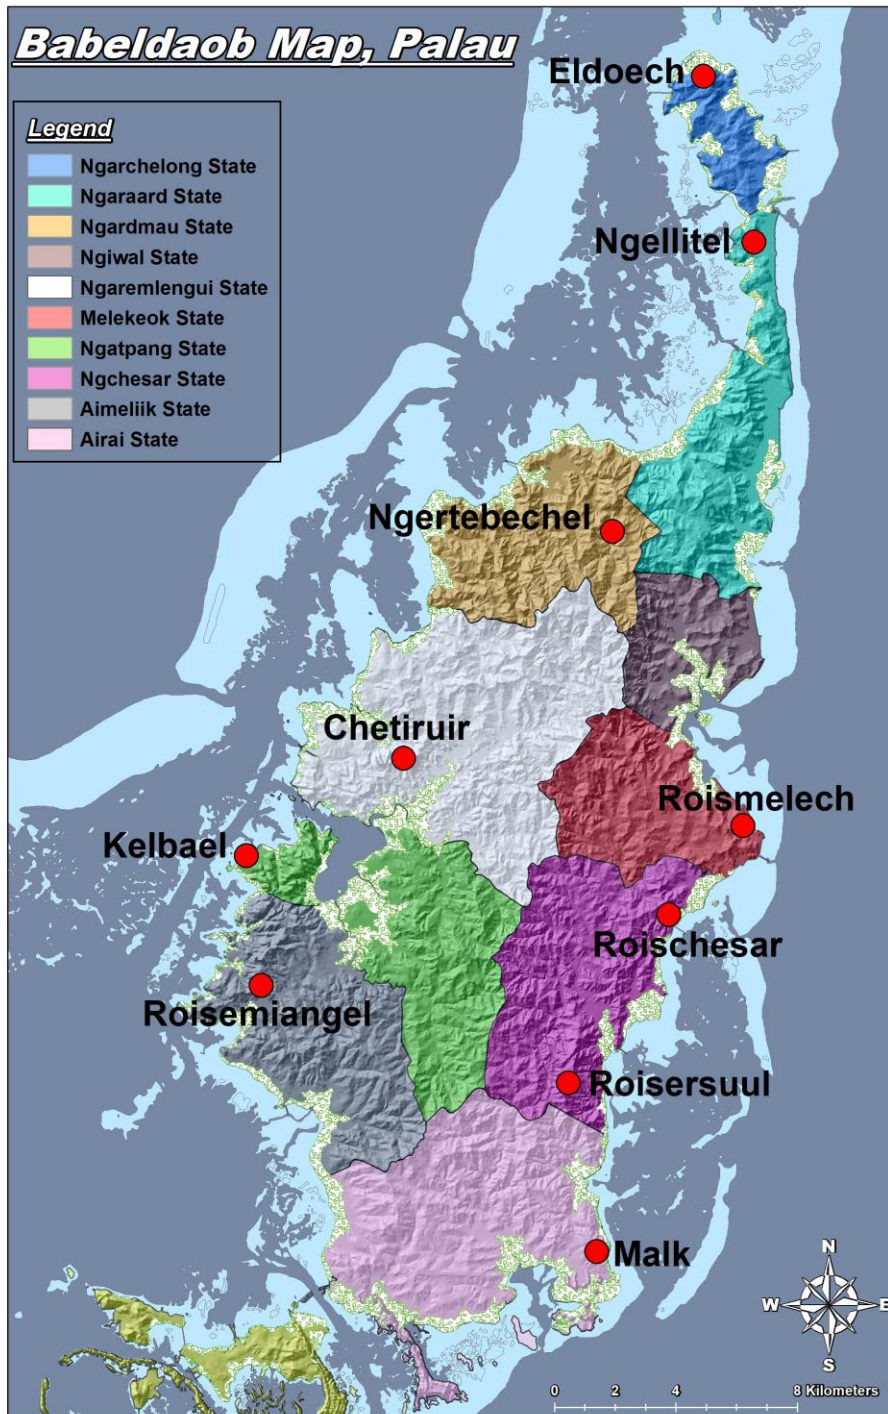 Babeldaob Map, Palau
Legend
Ngarchelong State
Ngaraard State
Ngardmau State
Ngiwal State
Ngaremlengui State
Melekeok State
Ngatpang State
Ngchesar State
Aimeliik State
Airai State
Eldoech
Ngellitel
Ngertebechel
Chetiruir
Roismelech
Kelbael
Roischesar
Roisemiangel
Roisersuul
Malk
N
W E
S
0 2 4 8 Kilometers